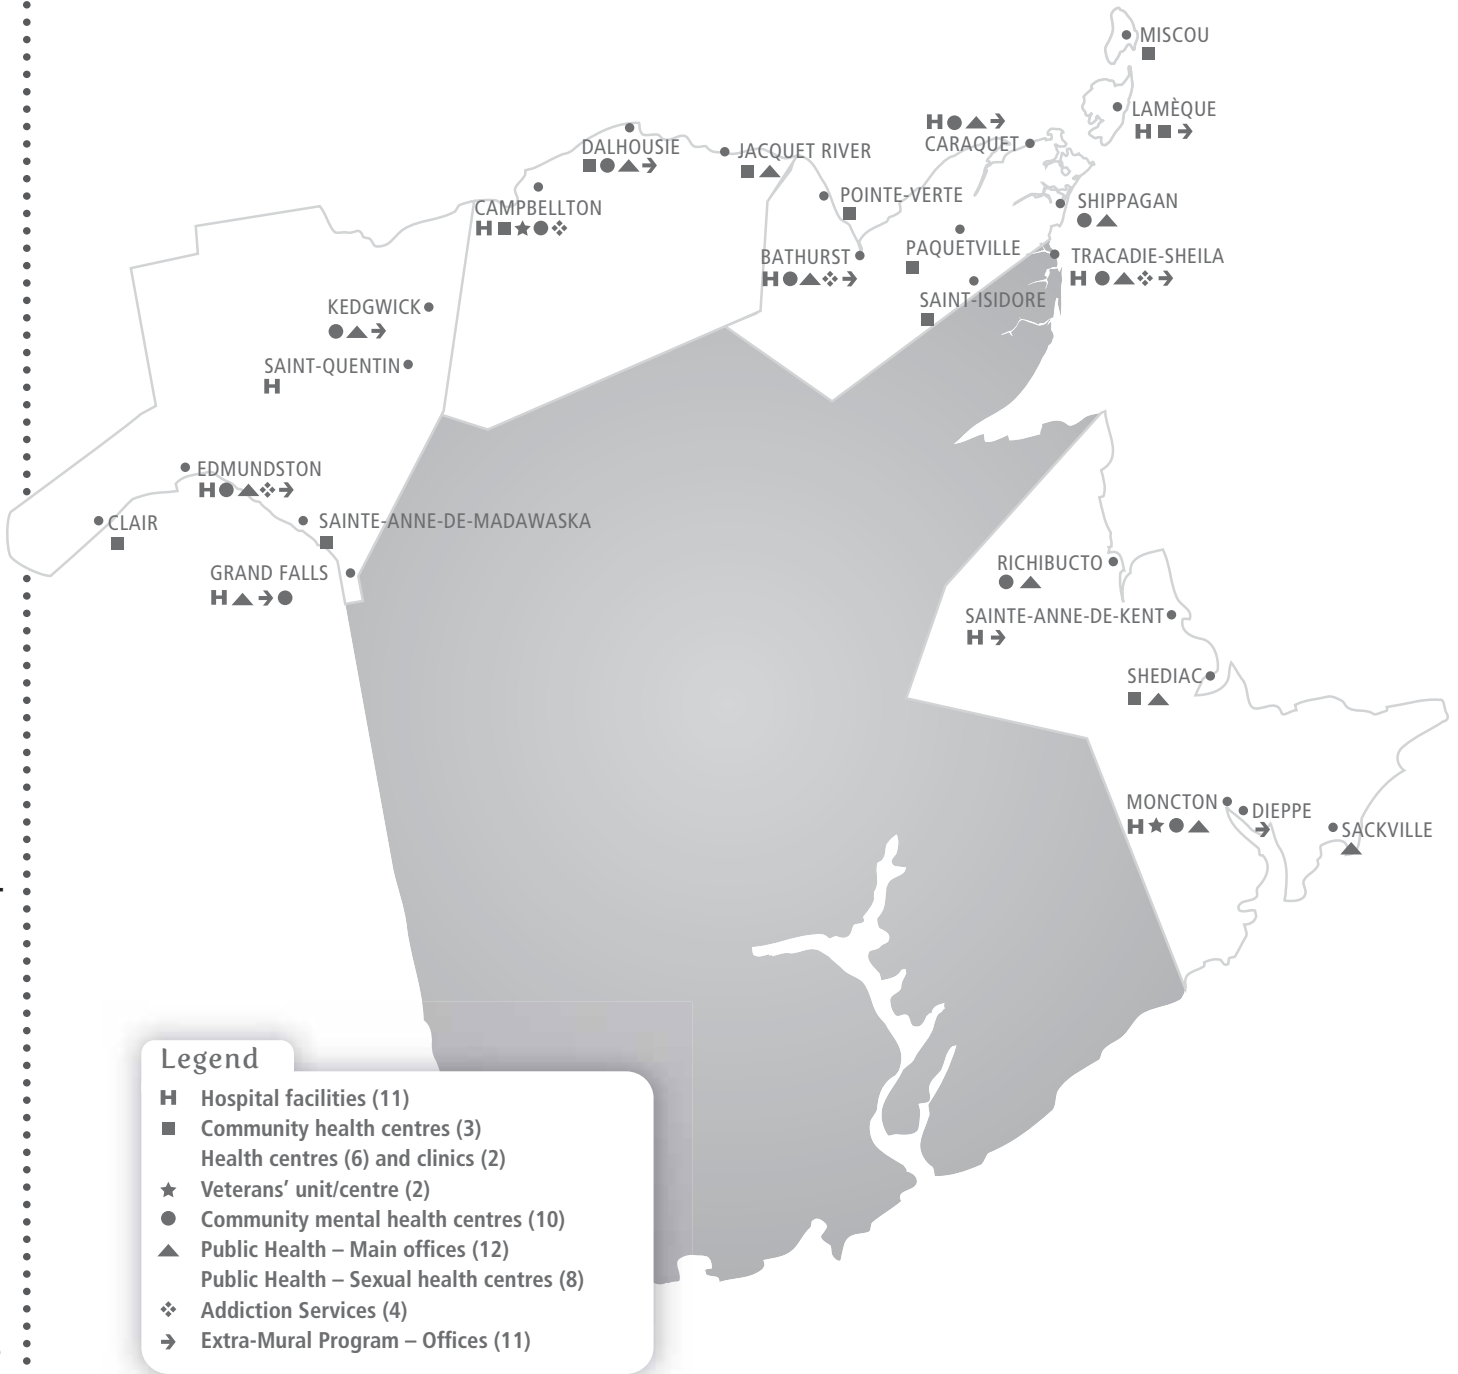 MISCOU
LAMÈQUE
CARAQUET
DALHOUSIE
JACQUET RIVER
POINTE-VERTE
SHIPPAGAN
CAMPBELLTON
PAQUETVILLE
BATHURST
TRACADIE-SHEILA
SAINT-ISIDORE
KEDGWICK
SAINT-QUENTIN
EDMUNDSTON
CLAIR
SAINTE-ANNE-DE-MADAWASKA
GRAND FALLS
RICHIBUCTO
SAINTE-ANNE-DE-KENT
SHEDIAC
MONCTON
DIEPPE
SACKVILLE
Legend
H Hospital facilities (11)
Community health centres (3)
Health centres (6) and clinics (2)
Veterans’ unit/centre (2)
Community mental health centres (10)
Public Health – Main offices (12)
Public Health – Sexual health centres (8)
Addiction Services (4)
Extra-Mural Program – Offices (11)